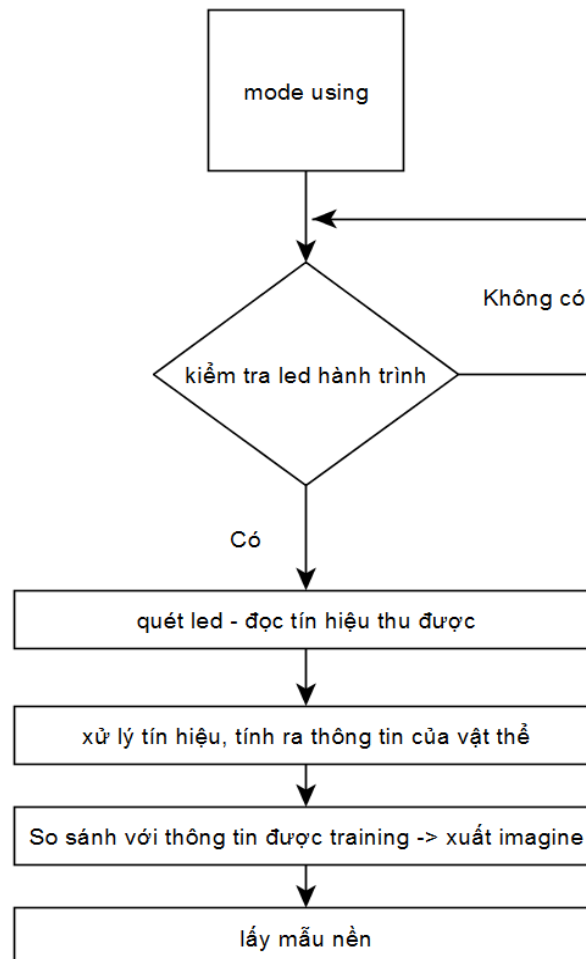 mode using
Không có
kiểm tra led hành trình
Có
quét led - đọc tín hiệu thu được
xử lý tín hiệu, tính ra thông tin của vật thể
So sánh với thông tin được training -> xuất imagine
lấy mẫu nền